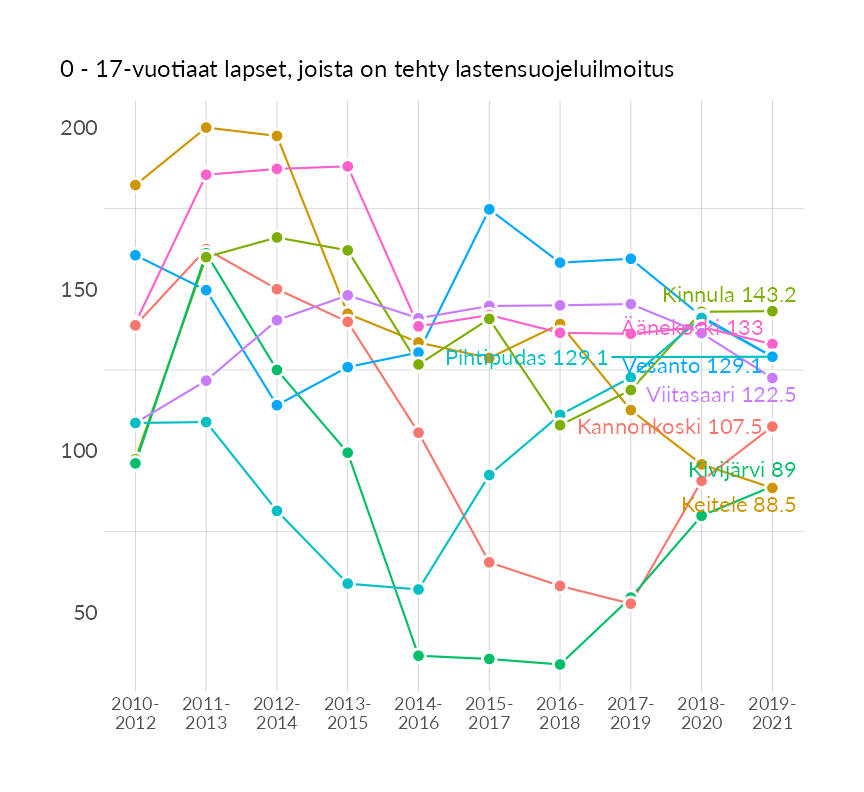 0 - 17-vuotiaat lapset, joista on tehty lastensuojeluilmoitus
200
150
100
50
Kinnula 143.2
Äänekoski 133
Pihtipudas 129.1
Vesanto 129.1
Viitasaari 122.5
Kannonkoski 107.5
Kivijärvi 89
Keitele 88.5
2010-
2012
2011-
2013
2012-
2014
2013-
2015
2014-
2016
2015-
2017
2016-
2018
2017-
2019
2018-
2020
2019-
2021